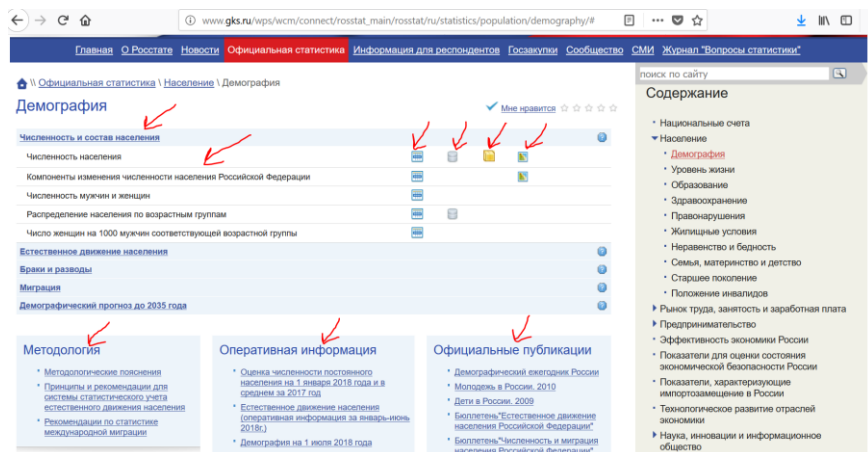 www.gks.ru/wps/wcm/connect/rosstat_main/rosstat/ru/statistics/population/demography/#
Главная О Росстате Новости Официальная статистика Информация для респондентов Госзакупки Сообщество СМИ Журнал "Вопросы статистики"
\\ Официальная статистика \ Население \ Демография
Демография
Мне нравится
Численность и состав населения
Численность населения
Компоненты изменения численности населения Российской Федерации
Численность мужчин и женщин
Распределение населения по возрастным группам
Число женщин на 1000 мужчин соответствующей возрастной группы
Естественное движение населения
Браки и разводы
Миграция
Демографический прогноз до 2035 года
Методология
Методологические пояснения
Принципы и рекомендации для
системы статистического учета
естественного движения населения
Рекомендации по статистике
международной миграции
Оперативная информация
Оценка численности постоянного
населения на 1 января 2018 года и в
среднем за 2017 год
Естественное движение населения
(оперативная информация за январь-июнь
2018г.)
Демография на 1 июля 2018 года
Официальные публикации
Демографический ежегодник России
Молодежь в России. 2010
Дети в России. 2009
Бюллетень"Естественное движение
населения Российской Федерации"
Бюллетень"Численность и миграция
населения Российской Федерации"
поиск по сайту
Содержание
Национальные счета
Население
Демография
Уровень жизни
Образование
Здравоохранение
Правонарушения
Жилищные условия
Неравенство и бедность
Семья, материнство и детство
Старшее поколение
Положение инвалидов
Рынок труда, занятость и заработная плата
Предпринимательство
Эффективность экономики России
Показатели для оценки состояния
экономической безопасности России
Показатели, характеризующие
импортозамещение в России
Технологическое развитие отраслей
экономики
Наука, инновации и информационное
общество